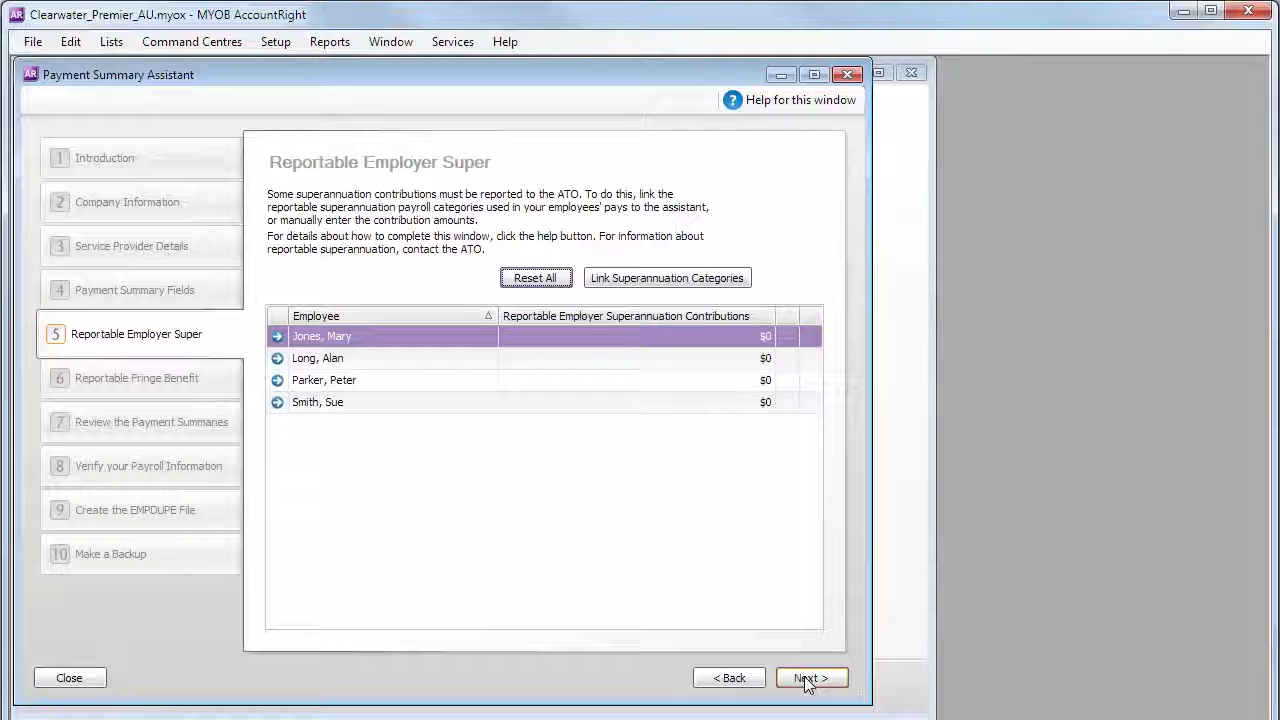 Clearwater_Premier_AU.myox - MYOB AccountRight
File Edit Lists Command Centres Setup Reports Window Services Help
AR Payment Summary Assistant
? Help for this window
1 Introduction
2 Company Information
3 Service Provider Details
4 Payment Summary Fields
5 Reportable Employer Super
6 Reportable Fringe Benefit
7 Review the Payment Summaries
8 Verify your Payroll Information
9 Create the EMPDUPE File
10 Make a Backup
Reportable Employer Super
Some superannuation contributions must be reported to the ATO. To do this, link the
reportable superannuation payroll categories used in your employees' pays to the assistant,
or manually enter the contribution amounts.
For details about how to complete this window, click the help button. For information about
reportable superannuation, contact the ATO.
Reset All Link Superannuation Categories
Employee Reportable Employer Superannuation Contributions
Jones, Mary $0
Long, Alan $0
Parker, Peter $0
Smith, Sue $0
Close < Back Next >